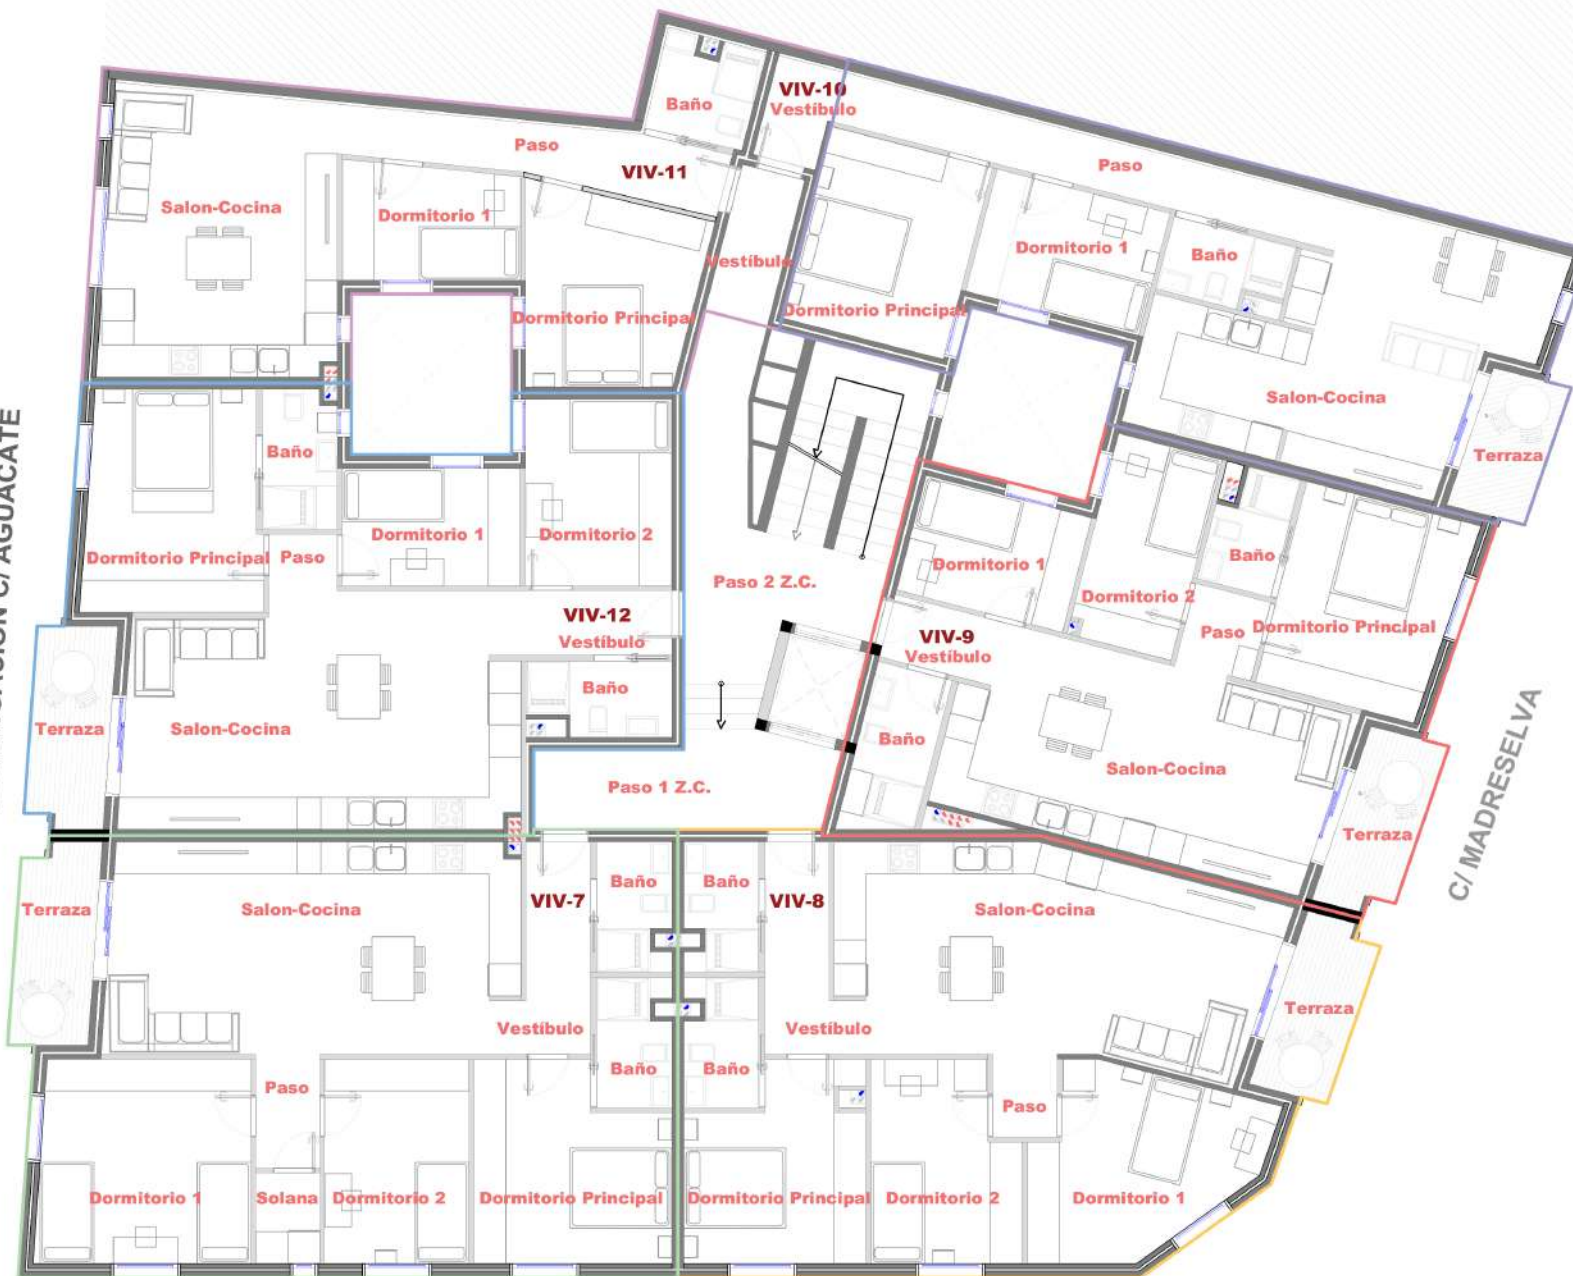 Baño
VIV-10
Vestíbulo
Paso
VIV-11
Paso
Salon-Cocina
Dormitorio 1
Vestíbulo
Dormitorio 1
Baño
Dormitorio Principal
Dormitorio Principal
Salon-Cocina
C/ AGUACATE
Baño
Terraza
Dormitorio Principal
Paso
Dormitorio 1
Dormitorio 2
Paso 2 Z.C.
Dormitorio 1
Dormitorio 2
Baño
Paso
Dormitorio Principal
VIV-12
Vestíbulo
VIV-9
Vestíbulo
Baño
Terraza
Salon-Cocina
Baño
Salon-Cocina
C/ MADRESELVA
Paso 1 Z.C.
Terraza
Terraza
Salon-Cocina
VIV-7
Baño
Baño
VIV-8
Salon-Cocina
Terraza
Vestíbulo
Vestíbulo
Baño
Baño
Paso
Paso
Dormitorio 1
Solana
Dormitorio 2
Dormitorio Principal
Dormitorio Principal
Dormitorio 2
Dormitorio 1